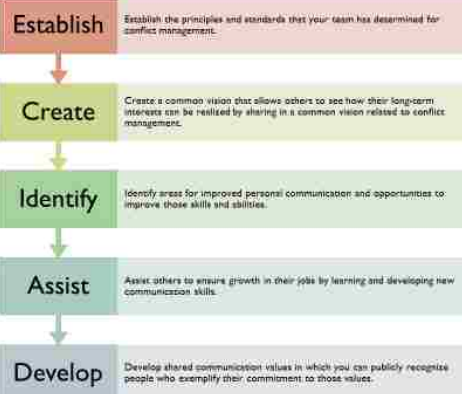 Establish
Establish the principles and standards that your team has determined for
conflict management.
Create
Create a common vision that allows others to see how their long-term
interests can be realized by sharing in a common vision related to conflict
management.
Identify
Identify areas for improved personal communication and opportunities to
improve those skills and abilities.
Assist
Assist others to ensure growth in their jobs by learning and developing new
communication skills.
Develop
Develop shared communication values in which you can publicly recognize
people who exemplify their commitment to those values.